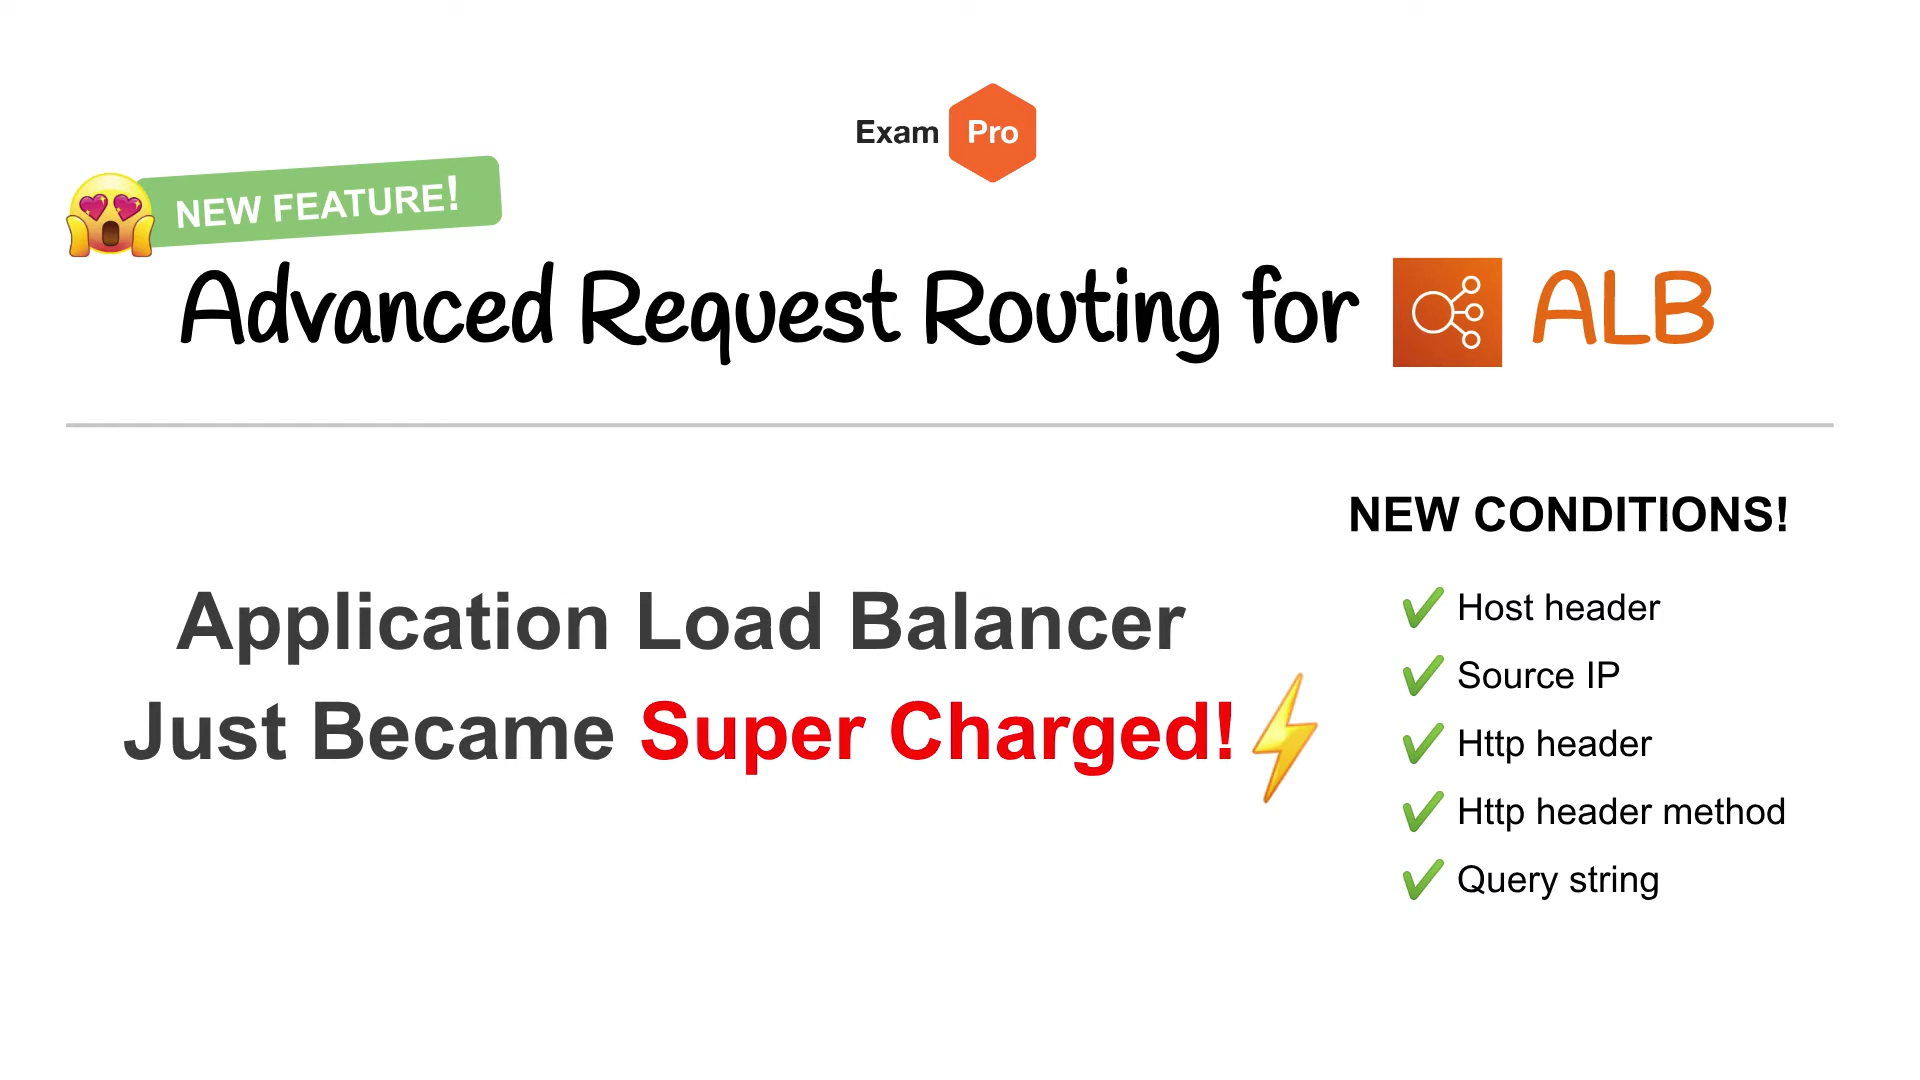 Exam Pro
NEW FEATURE!
Advanced Request Routing for ALB
Application Load Balancer
Just Became Super Charged!
NEW CONDITIONS!
Host header
Source IP
Http header
Http header method
Query string